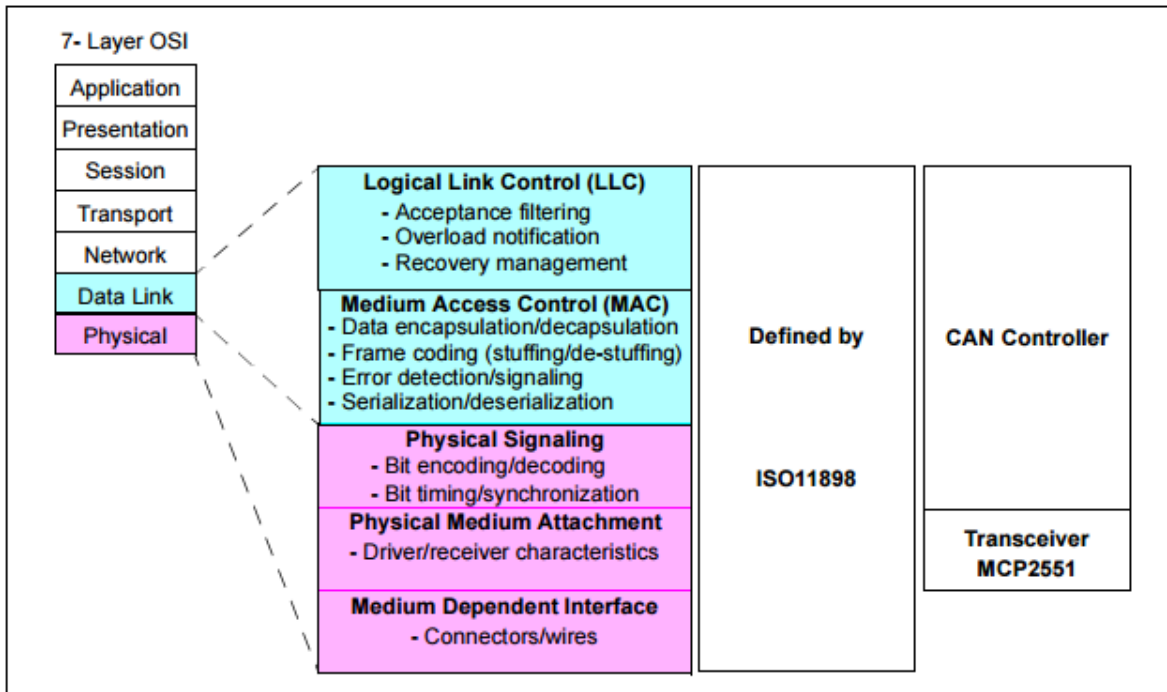 7- Layer OSI
Application
Presentation
Session
Transport
Network
Data Link
Physical
Logical Link Control (LLC)
- Acceptance filtering
- Overload notification
- Recovery management
Medium Access Control (MAC)
- Data encapsulation/decapsulation
- Frame coding (stuffing/de-stuffing)
- Error detection/signaling
- Serialization/deserialization
Physical Signaling
- Bit encoding/decoding
- Bit timing/synchronization
Physical Medium Attachment
- Driver/receiver characteristics
Medium Dependent Interface
- Connectors/wires
Defined by
ISO11898
CAN Controller
Transceiver
MCP2551